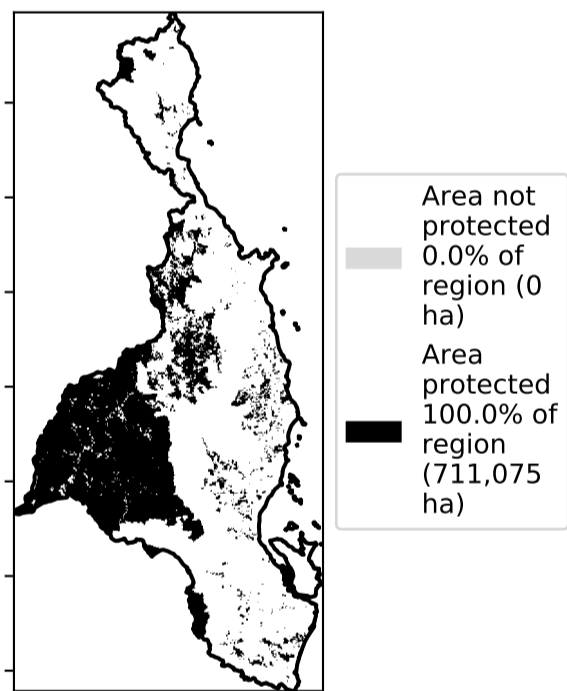 Area not
protected
0.0% of
region (0
ha)
Area
protected
100.0% of
region
(711,075
ha)